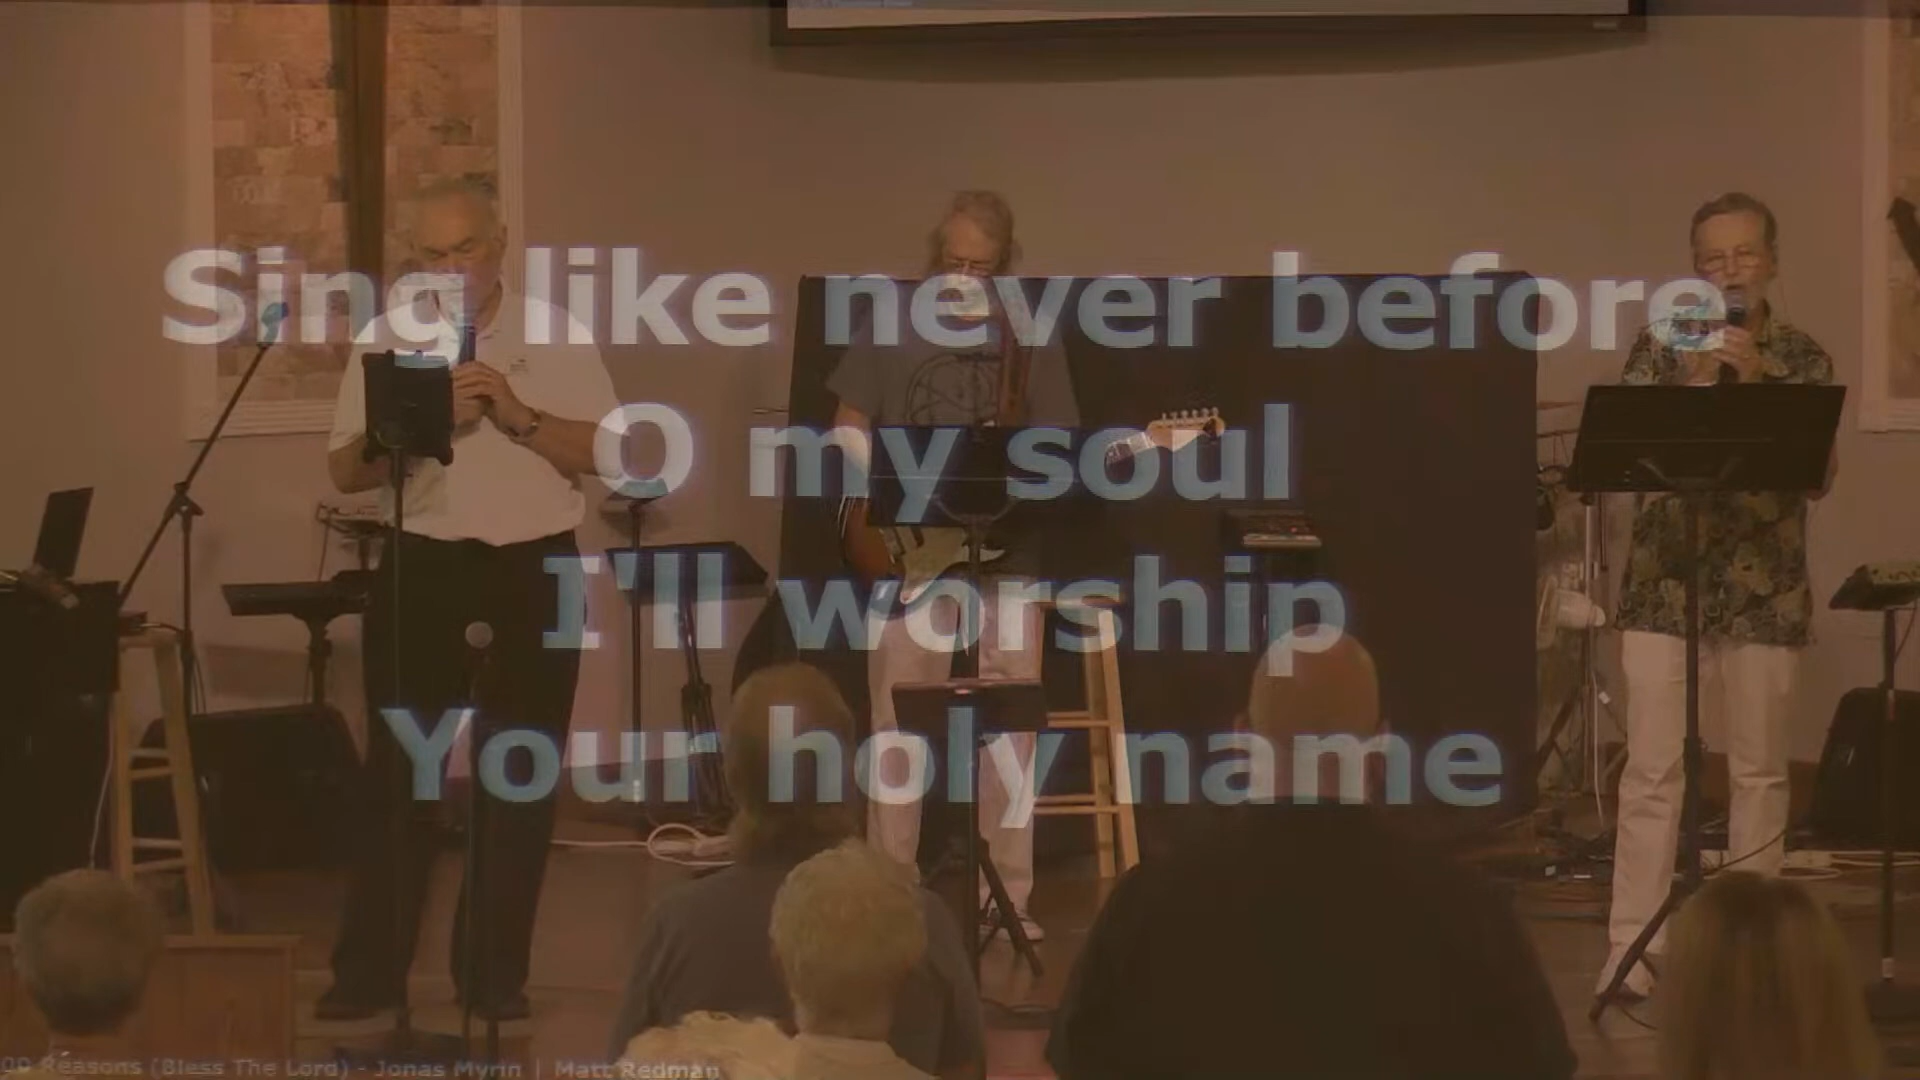 Sing like never before
O my soul
I'll worship
Your holy name
00 Reasons (Bless The Lord) - Jonas Myrin | Matt Redman